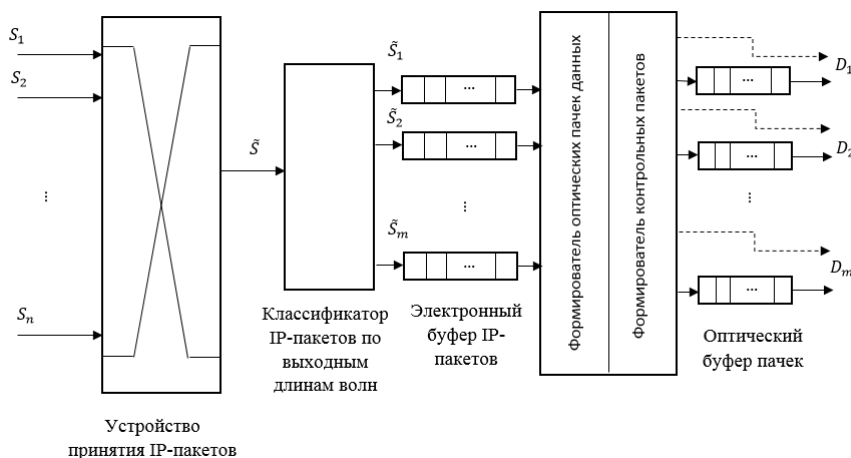 S₁
S₂
⋮
Sₙ
Устройство
принятия IP-пакетов
S̃
Классификатор
IP-пакетов по
выходным
длинам волн
S̃₁
...
S̃₂
...
⋮
S̃ₘ
...
Электронный
буфер IP-
пакетов
Формирователь оптических пачек данных
Формирователь контрольных пакетов
D₁
...
D₂
...
⋮
Dₘ
...
Оптический
буфер пачек